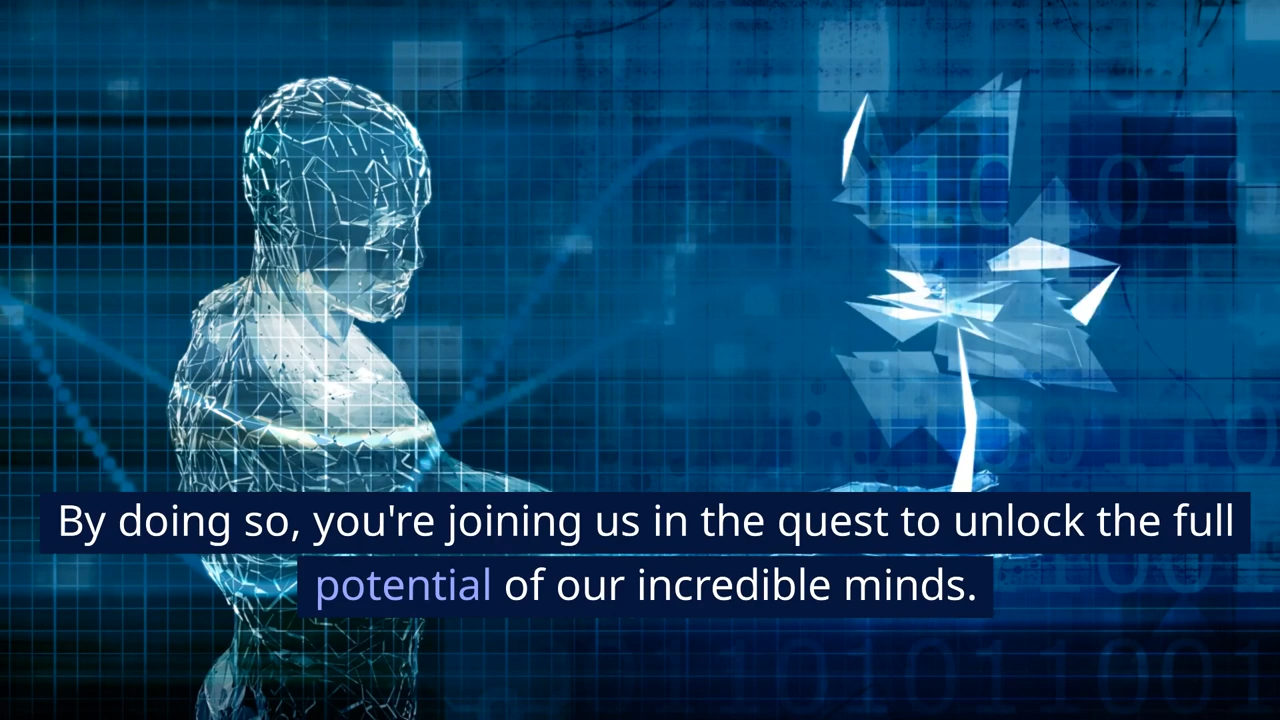 By doing so, you're joining us in the quest to unlock the full
potential of our incredible minds.